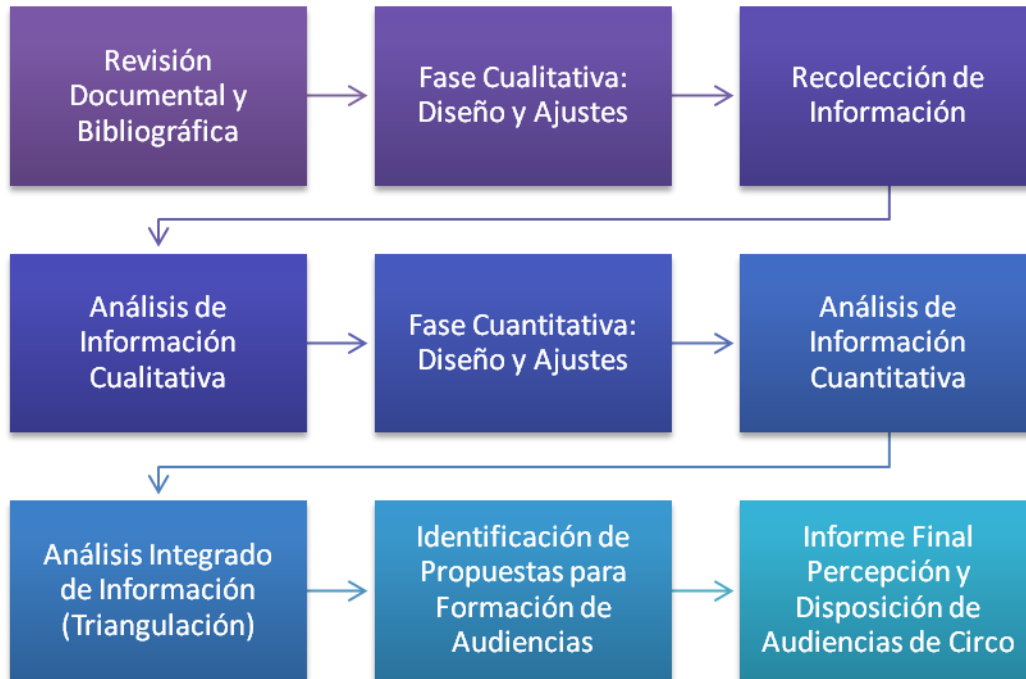 Revisión
Documental y
Bibliográfica
Fase Cualitativa:
Diseño y Ajustes
Recolección de
Información
Análisis de
Información
Cualitativa
Fase Cuantitativa:
Diseño y Ajustes
Análisis de
Información
Cuantitativa
Análisis Integrado
de Información
(Triangulación)
Identificación de
Propuestas para
Formación de
Audiencias
Informe Final
Percepción y
Disposición de
Audiencias de Circo